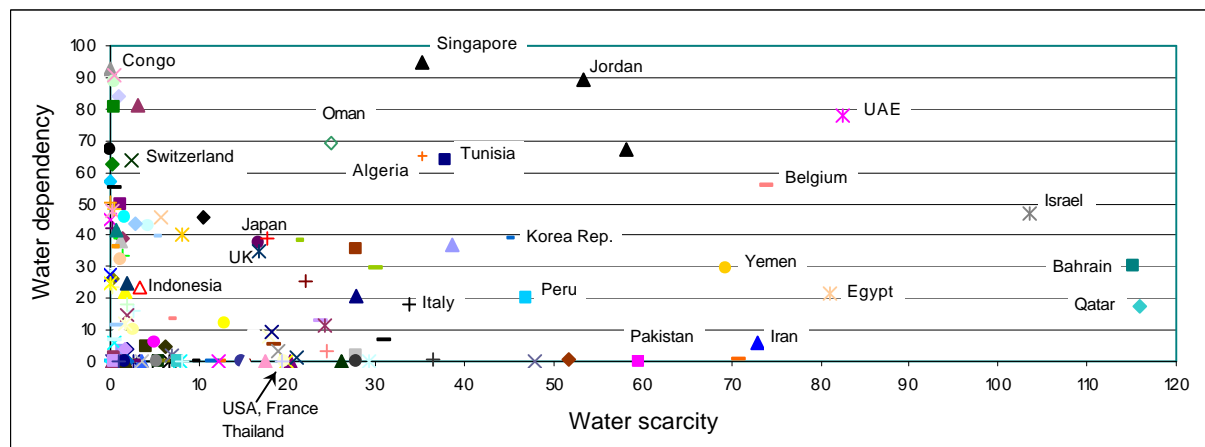 Water dependency
100
90
80
70
60
50
40
30
20
10
0
Singapore
Congo
Jordan
Oman
UAE
Switzerland
Algeria
Tunisia
Belgium
Israel
Japan
UK
Korea Rep.
Yemen
Bahrain
Indonesia
Italy
Peru
Egypt
Qatar
Pakistan
Iran
0 10 20 30 40 50 60 70 80 90 100 110 120
USA, France
Thailand
Water scarcity